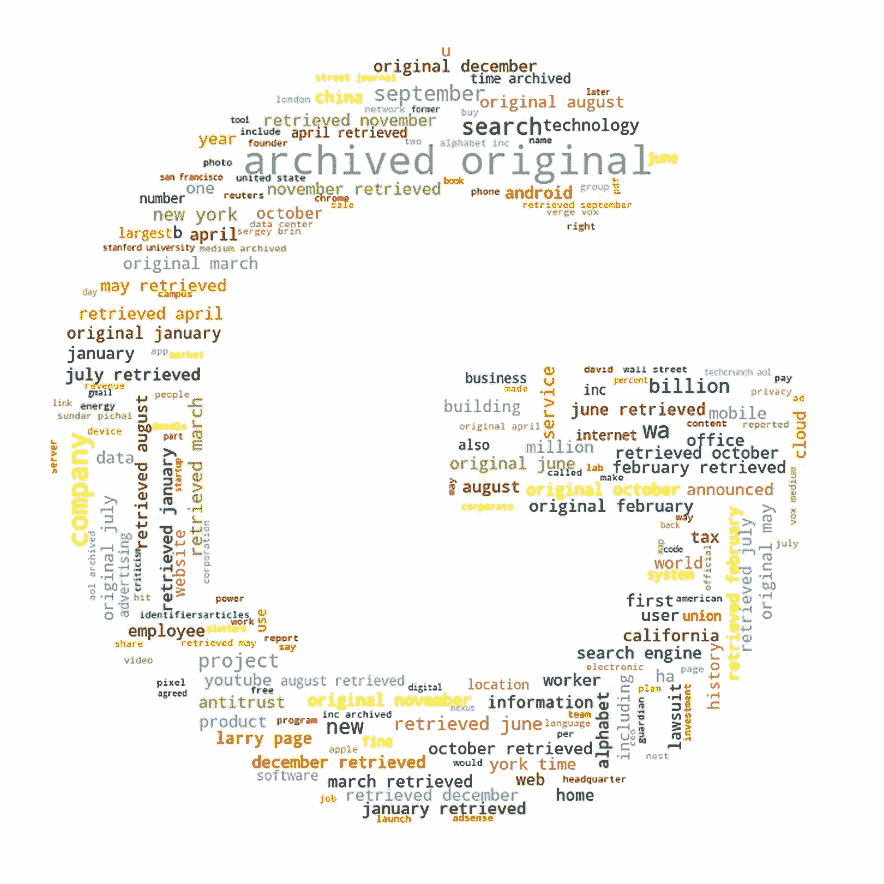 u
original december
street journal
time archived
london
china
september
later
original august
network
former
tool
retrieved november
buy
search
technology
year
include
april retrieved
founder
two
alphabet inc
name
photo
archived original
june
san francisco
united state
book
one
november retrieved
phone
android
group
pdf
number
reuters
chrome
sale
retrieved september
new york
october
verge vox
data center
largest
b
april
sergey brin
right
stanford university
medium archived
original march
day
may retrieved
campus
retrieved april
original january
january
app
market
july retrieved
business
david
wall street
techcrunch aol
pay
revenue
gmail
people
made
service
inc
percent
billion
privacy
ad
link
energy
sundar pichai
building
june retrieved
mobile
device
doodle
original april
internet
wa
content
reported
cloud
server
company
data
retrieved august
part
retrieved march
also
million
office
retrieved october
startup
original june
called
lab
february retrieved
make
may
august
original october
announced
vox medium
retrieved january
website
corporate
original february
original july
way
back
tax
retrieved february
retrieved july
original may
july
aol archived
advertising
criticism
corporation
map
code
world
official
system
hit
power
first
american
identifiersarticles
work
use
user
union
employee
platform
report
california
share
retrieved may
say
search engine
history
video
project
electronic
page
pixel
youtube august retrieved
location
worker
ha
agreed
free
digital
plan
antitrust
original november
nexus
information
alphabet
including
ceo
guardian
lawsuit
investment
product
program
inc archived
new
retrieved june
language
team
per
larry page
fine
apple
october retrieved
nest
december retrieved
would
york time
software
march retrieved
web
headquarter
job
retrieved december
home
january retrieved
launch
adsense